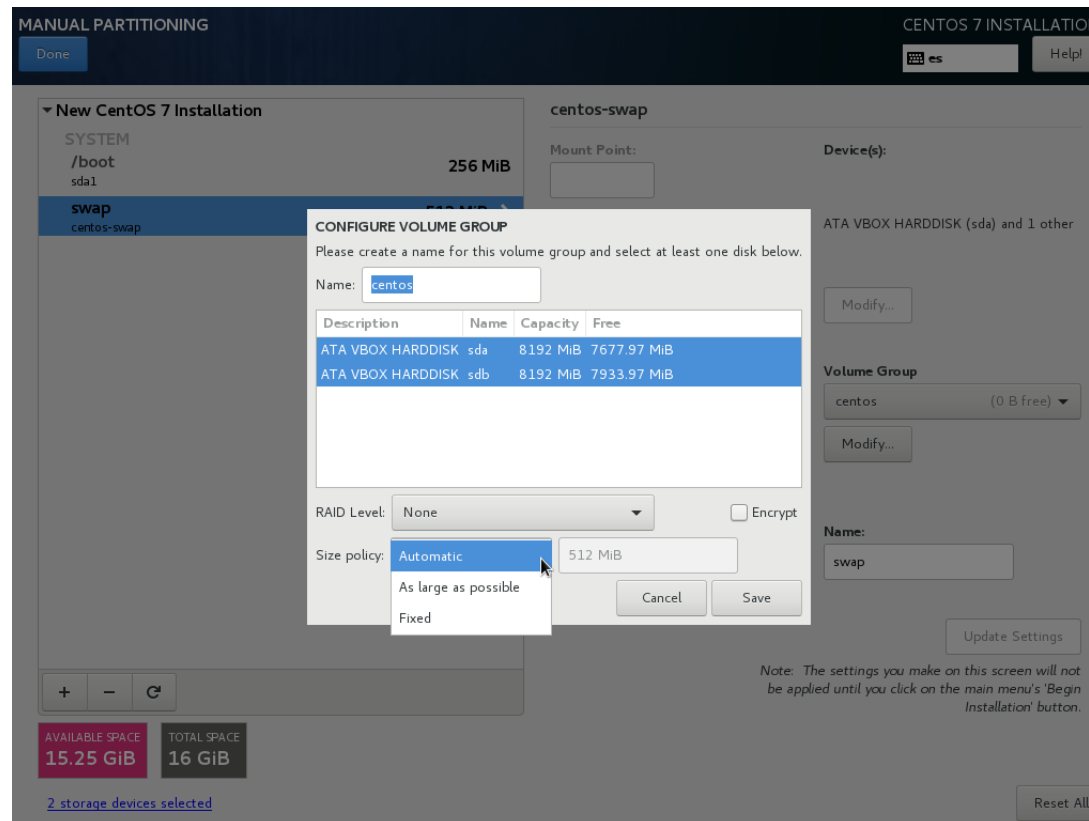 MANUAL PARTITIONING
CENTOS 7 INSTALLATIO
Done
es
Help!
New CentOS 7 Installation
SYSTEM
/boot
256 MiB
sda1
swap
512 MiB
centos-swap
centos-swap
Mount Point:
Device(s):
ATA VBOX HARDDISK (sda) and 1 other
Modify...
Volume Group
centos (0 B free)
Modify...
Name:
swap
Update Settings
Note: The settings you make on this screen will not
be applied until you click on the main menu's 'Begin
Installation' button.
CONFIGURE VOLUME GROUP
Please create a name for this volume group and select at least one disk below.
Name: centos
Description Name Capacity Free
ATA VBOX HARDDISK sda 8192 MiB 7677.97 MiB
ATA VBOX HARDDISK sdb 8192 MiB 7933.97 MiB
RAID Level: None
Encrypt
Size policy: Automatic
512 MiB
As large as possible
Fixed
Cancel
Save
+ −
AVAILABLE SPACE
15.25 GiB
TOTAL SPACE
16 GiB
2 storage devices selected
Reset All